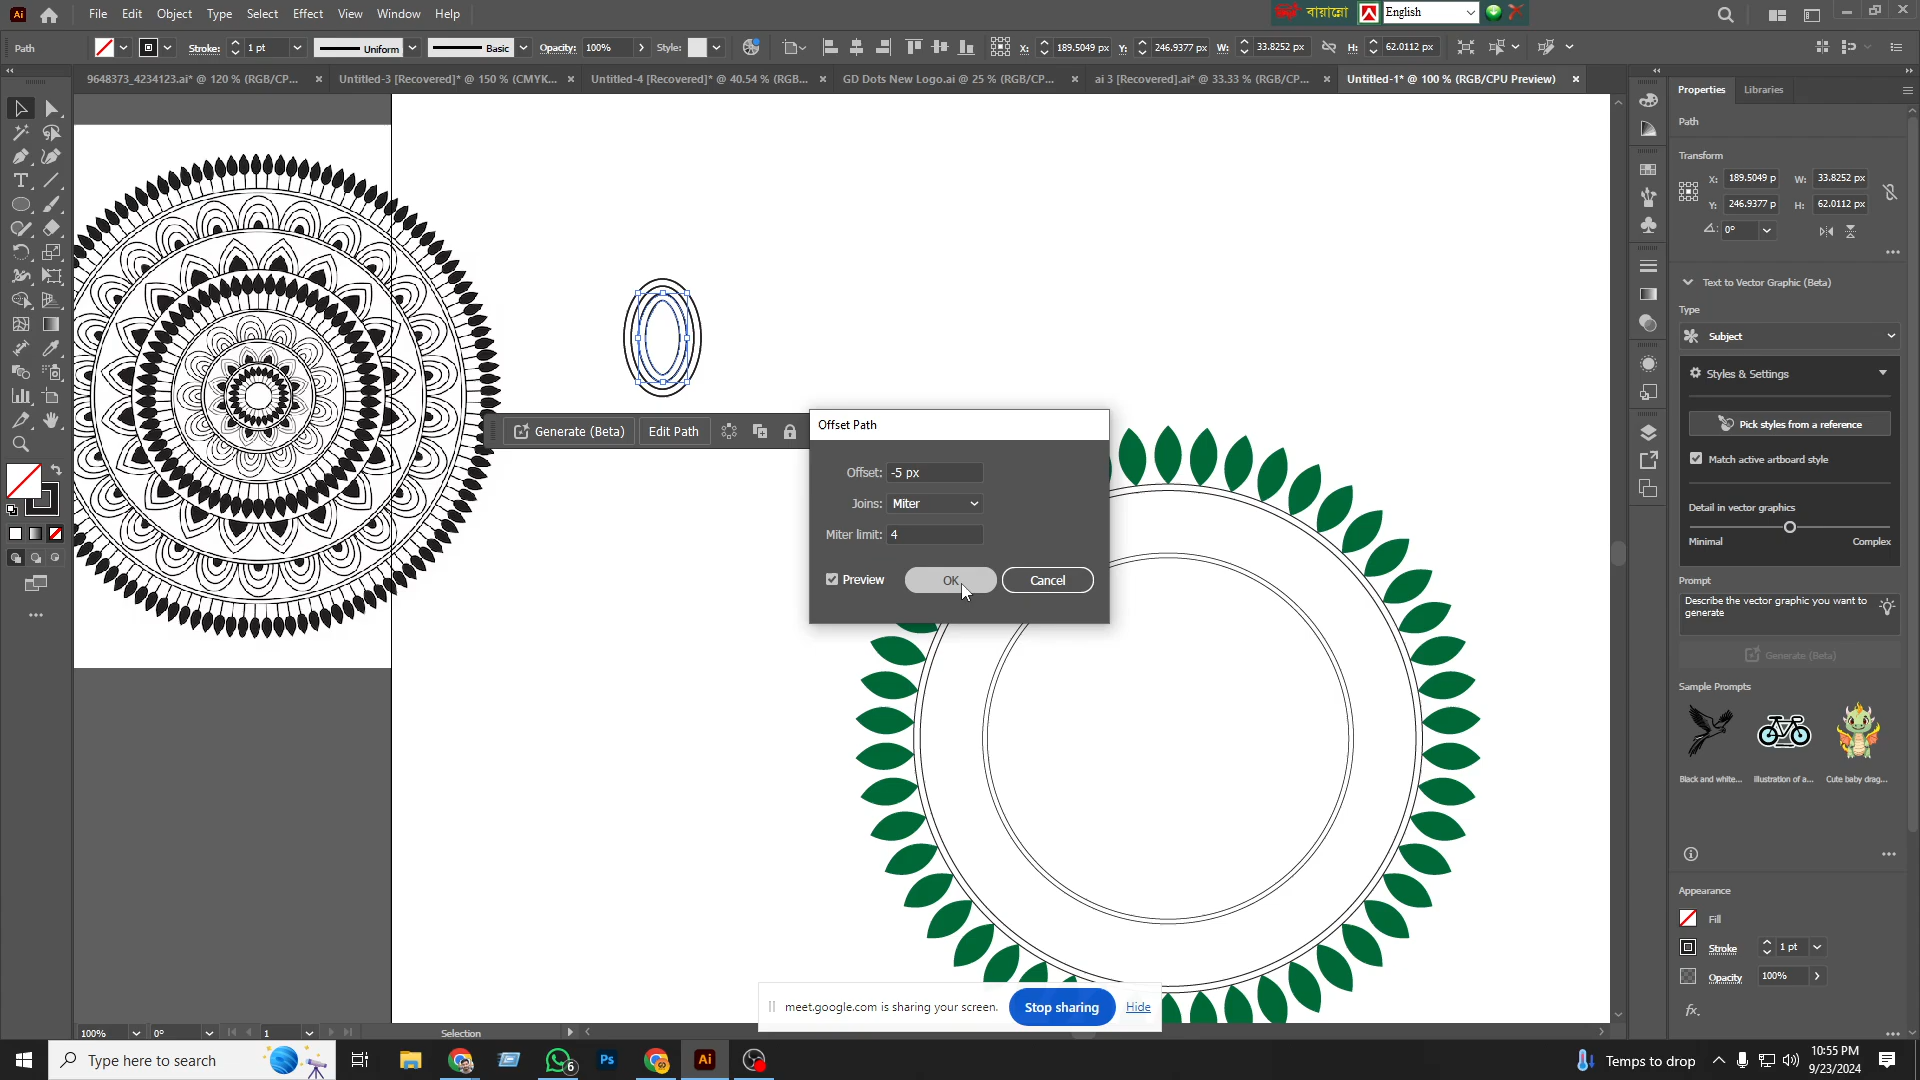 Ai File Edit Object Type Select Effect View Window Help
বায়ান্নো English
Path Stroke: 1 pt Uniform Basic Opacity: 100% Style: X: 189.5049 px Y: 246.9377 px W: 33.8252 px H: 62.0112 px
9648373_4234123.ai* @ 120 % (RGB/CP... × Untitled-3 [Recovered]* @ 150 % (CMYK... × Untitled-4 [Recovered]* @ 40.54 % (RGB... × GD Dots New Logo.ai @ 25 % (RGB/CP... × ai 3 [Recovered].ai* @ 33.33 % (RGB/CP... × Untitled-1* @ 100 % (RGB/CPU Preview) ×
Properties Libraries
Path
Transform
X: 189.5049 p W: 33.8252 px
Y: 246.9377 p H: 62.0112 px
0°
Text to Vector Graphic (Beta)
Type
Subject
Styles & Settings
Pick styles from a reference
Match active artboard style
Detail in vector graphics
Minimal Complex
Prompt
Describe the vector graphic you want to
generate
Generate (Beta)
Sample Prompts
Black and white... Illustration of a... Cute baby drag...
Appearance
Fill
Stroke 1 pt
Opacity 100%
fx.
Generate (Beta) Edit Path
Offset Path
Offset: -5 px
Joins: Miter
Miter limit: 4
Preview OK Cancel
meet.google.com is sharing your screen. Stop sharing Hide
100% 0° 1 Selection
Type here to search
6 Ps Ai
Temps to drop
10:55 PM
9/23/2024